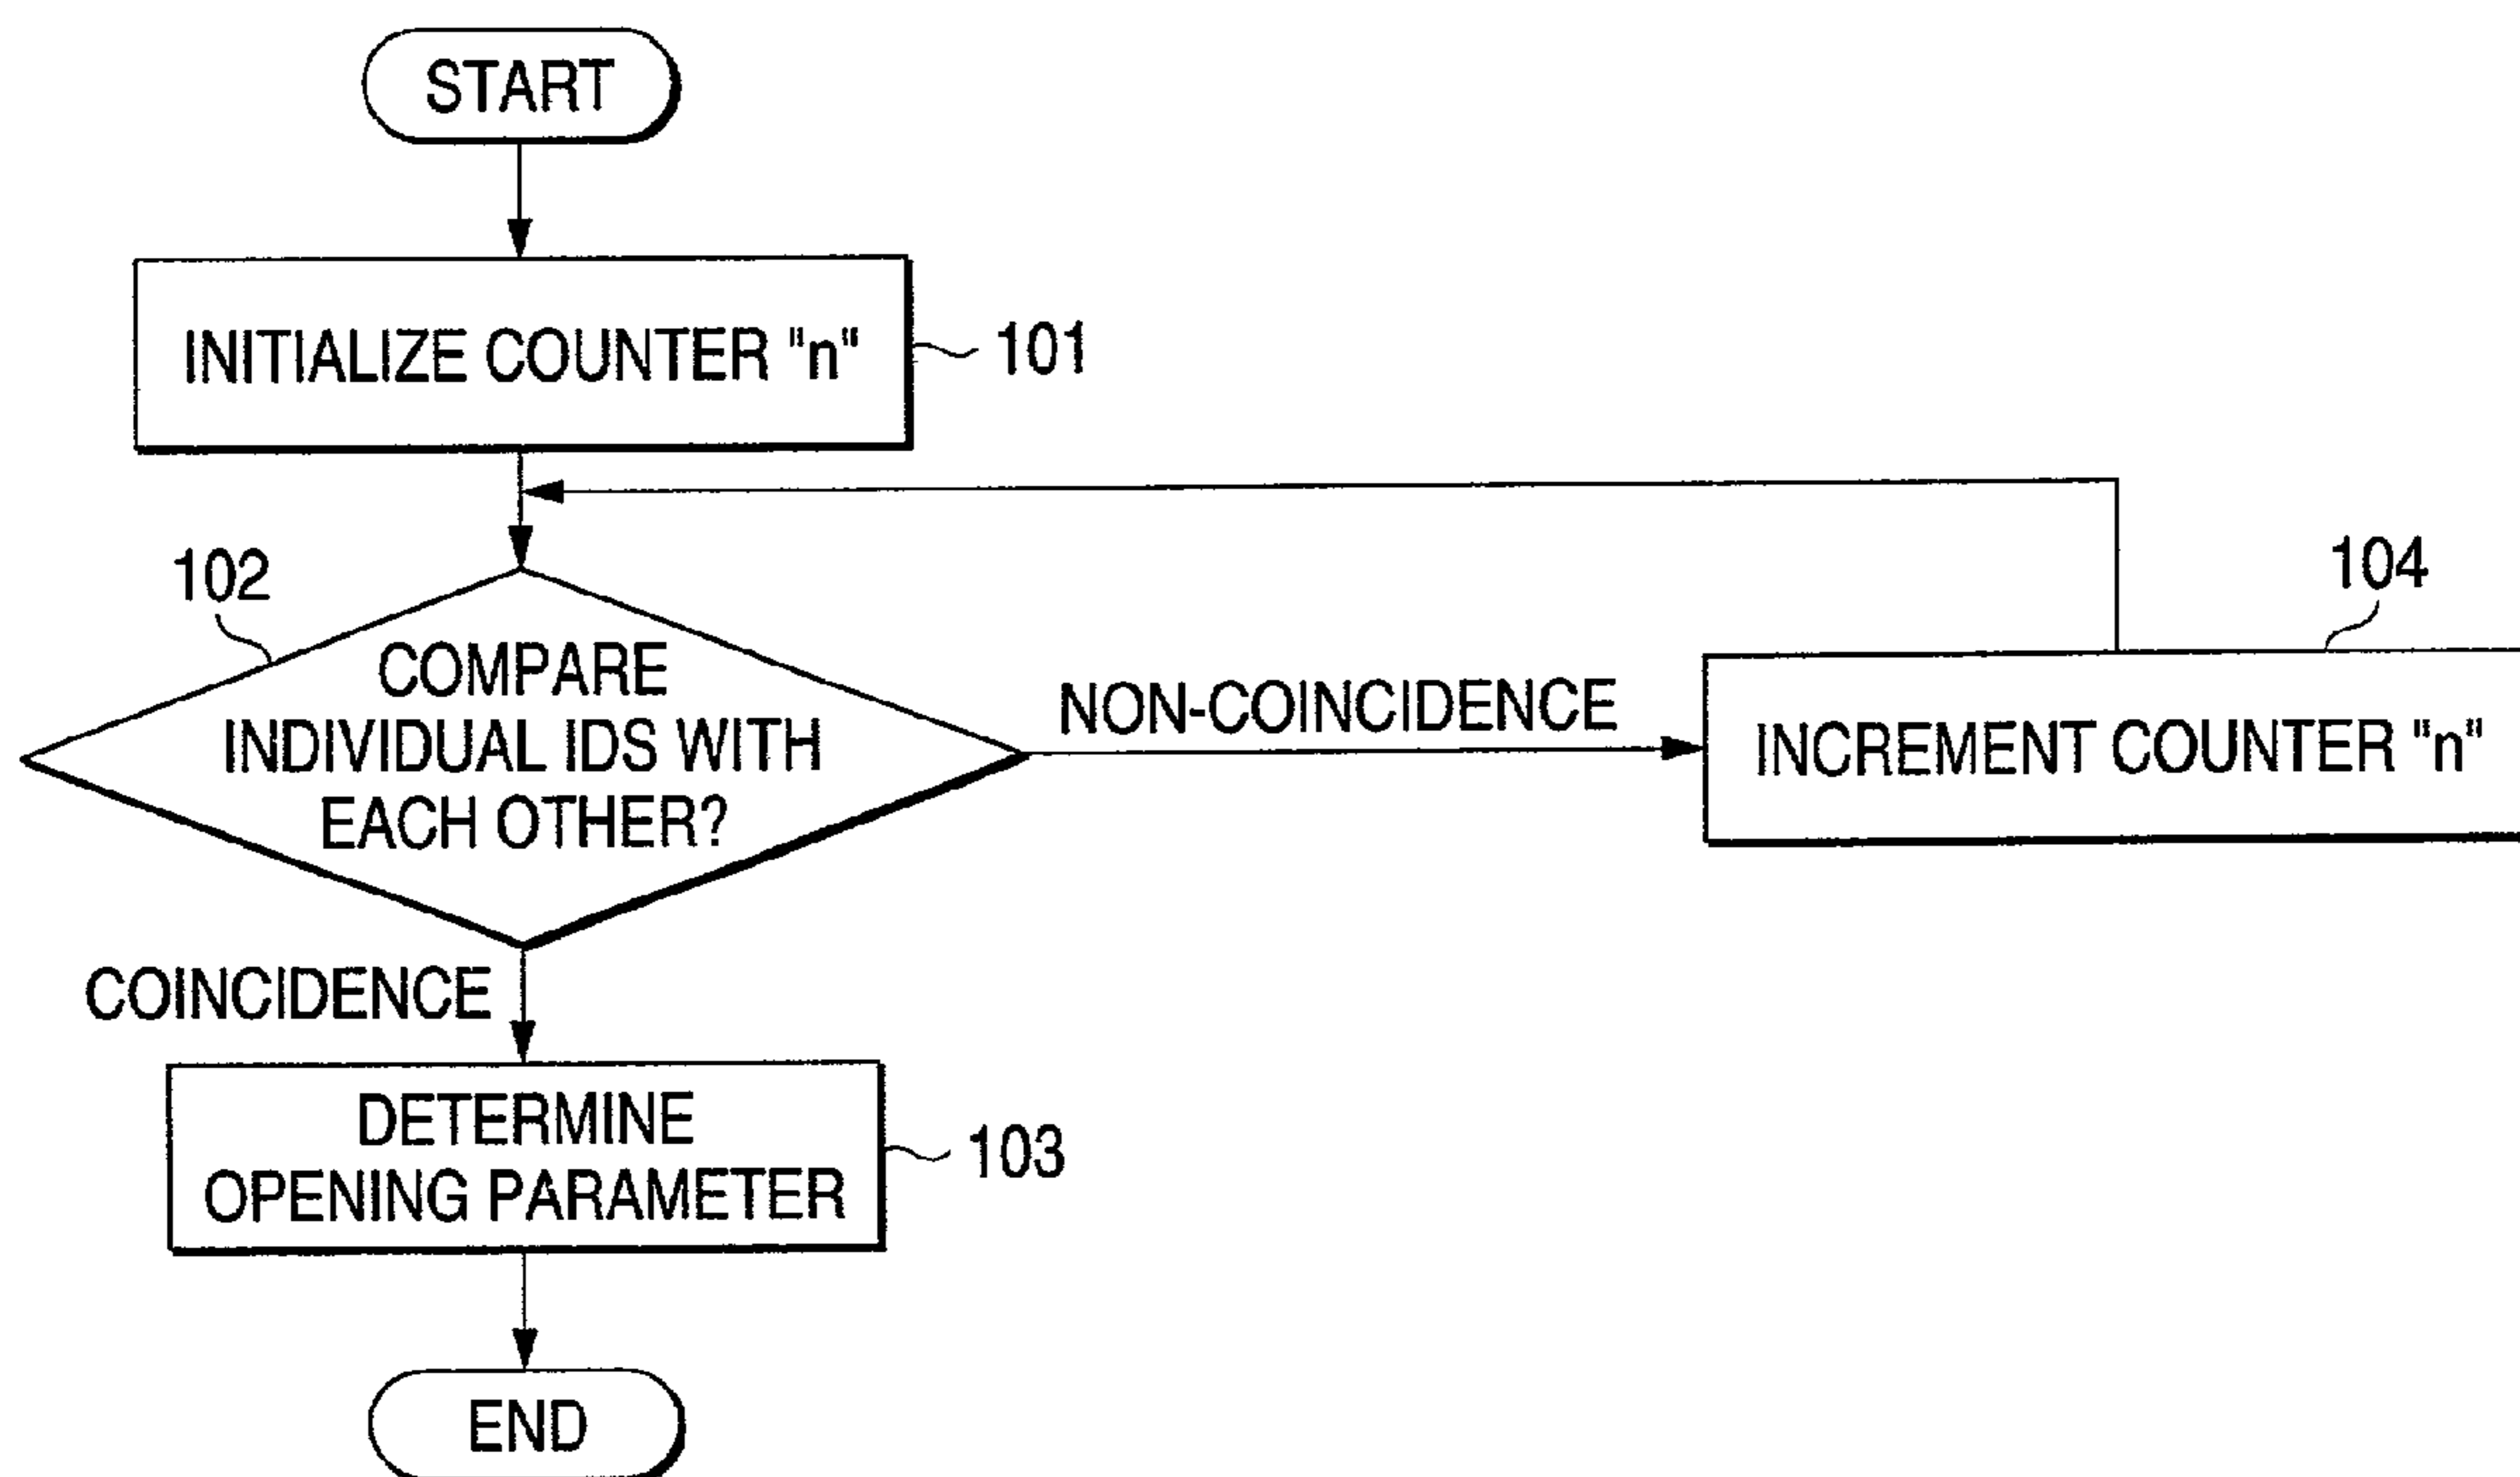 START
INITIALIZE COUNTER "n"
101
102
COMPARE
INDIVIDUAL IDS WITH
EACH OTHER?
NON-COINCIDENCE
104
INCREMENT COUNTER "n"
COINCIDENCE
DETERMINE
OPENING PARAMETER
103
END